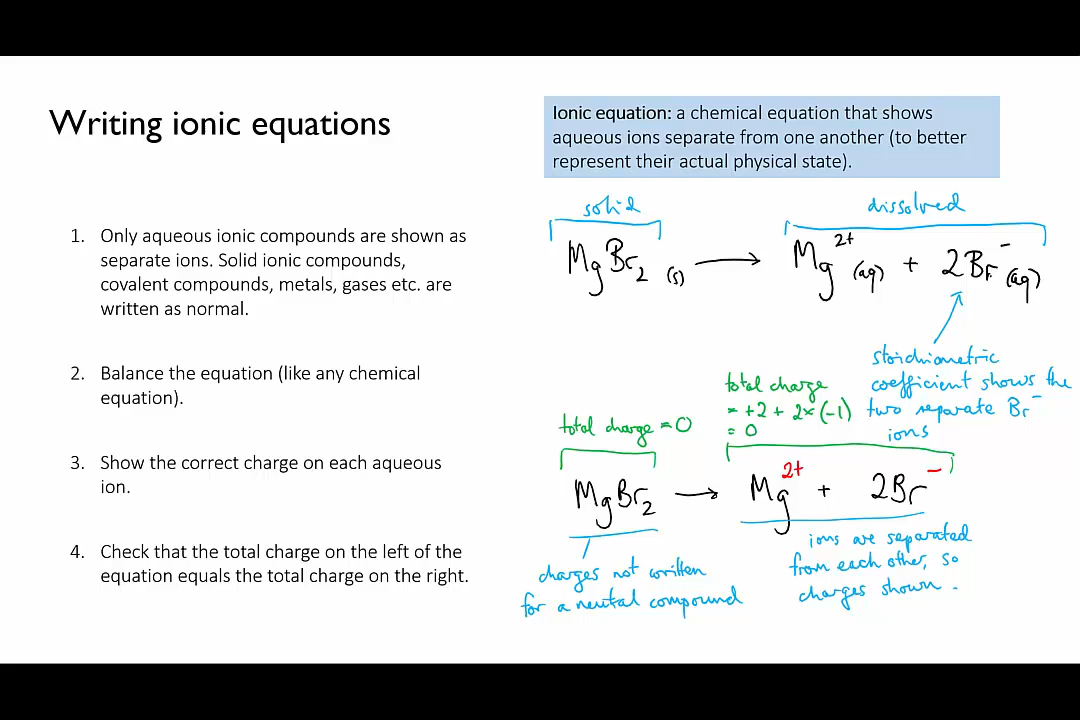 Writing ionic equations
Ionic equation: a chemical equation that shows
aqueous ions separate from one another (to better
represent their actual physical state).
1. Only aqueous ionic compounds are shown as
separate ions. Solid ionic compounds,
covalent compounds, metals, gases etc. are
written as normal.
2. Balance the equation (like any chemical
equation).
3. Show the correct charge on each aqueous
ion.
4. Check that the total charge on the left of the
equation equals the total charge on the right.
solid
dissolved
MgBr₂ (s) → Mg²⁺ (aq) + 2Br⁻ (aq)
stoichiometric
coefficient shows the
two separate Br⁻
ions
total charge = 0
total charge
= +2 + 2×(-1)
= 0
MgBr₂ → Mg²⁺ + 2Br⁻
charges not written
for a neutal compound
ions are separated
from each other, so
charges shown.